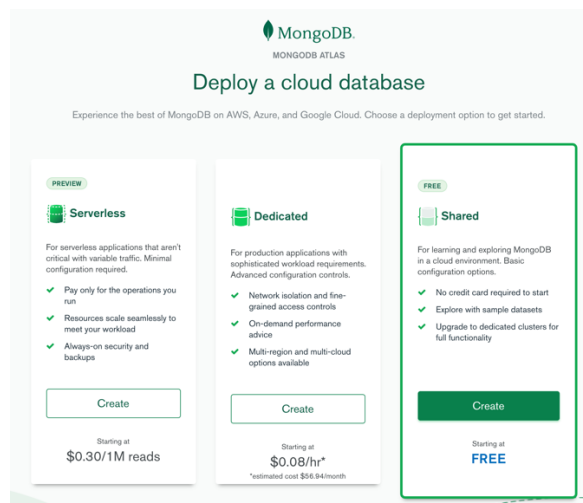 MongoDB.
MONGODB ATLAS
Deploy a cloud database
Experience the best of MongoDB on AWS, Azure, and Google Cloud. Choose a deployment option to get started.
PREVIEW
Serverless
For serverless applications that aren't
critical with variable traffic. Minimal
configuration required.
Pay only for the operations you
run
Resources scale seamlessly to
meet your workload
Always-on security and
backups
Create
Starting at
$0.30/1M reads
Dedicated
For production applications with
sophisticated workload requirements.
Advanced configuration controls.
Network isolation and fine-
grained access controls
On-demand performance
advice
Multi-region and multi-cloud
options available
Create
Starting at
$0.08/hr*
*estimated cost $56.94/month
FREE
Shared
For learning and exploring MongoDB
in a cloud environment. Basic
configuration options.
No credit card required to start
Explore with sample datasets
Upgrade to dedicated clusters for
full functionality
Create
Starting at
FREE